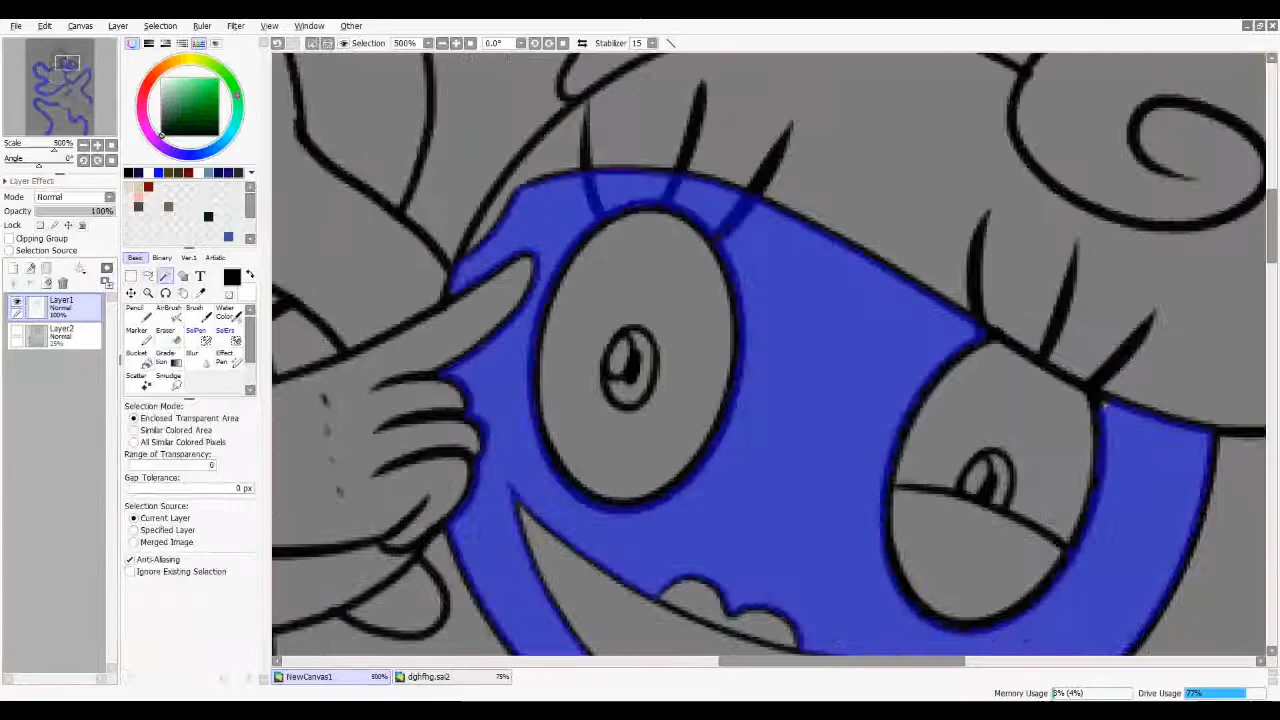 File Edit Canvas Layer Selection Ruler Filter View Window Other
Selection 500% 0.0° Stabilizer 15
Scale 500%
Angle 0°
Layer Effect
Mode Normal
Opacity 100%
Lock
Clipping Group
Selection Source
Layer1
Normal
100%
Layer2
Normal
25%
Basic Binary Ver.1 Artistic
T
Pencil AirBrush Brush Water Color
Marker Eraser SelPen SelErs
Bucket Grada-tion Blur Effect Pen
Scatter Smudge
Selection Mode:
Enclosed Transparent Area
Similar Colored Area
All Similar Colored Pixels
Range of Transparency:
0
Gap Tolerance:
0 px
Selection Source:
Current Layer
Specified Layer
Merged Image
Anti-Aliasing
Ignore Existing Selection
NewCanvas1 500% dghfhg.sai2 75%
Memory Usage 3% (4%) Drive Usage 77%